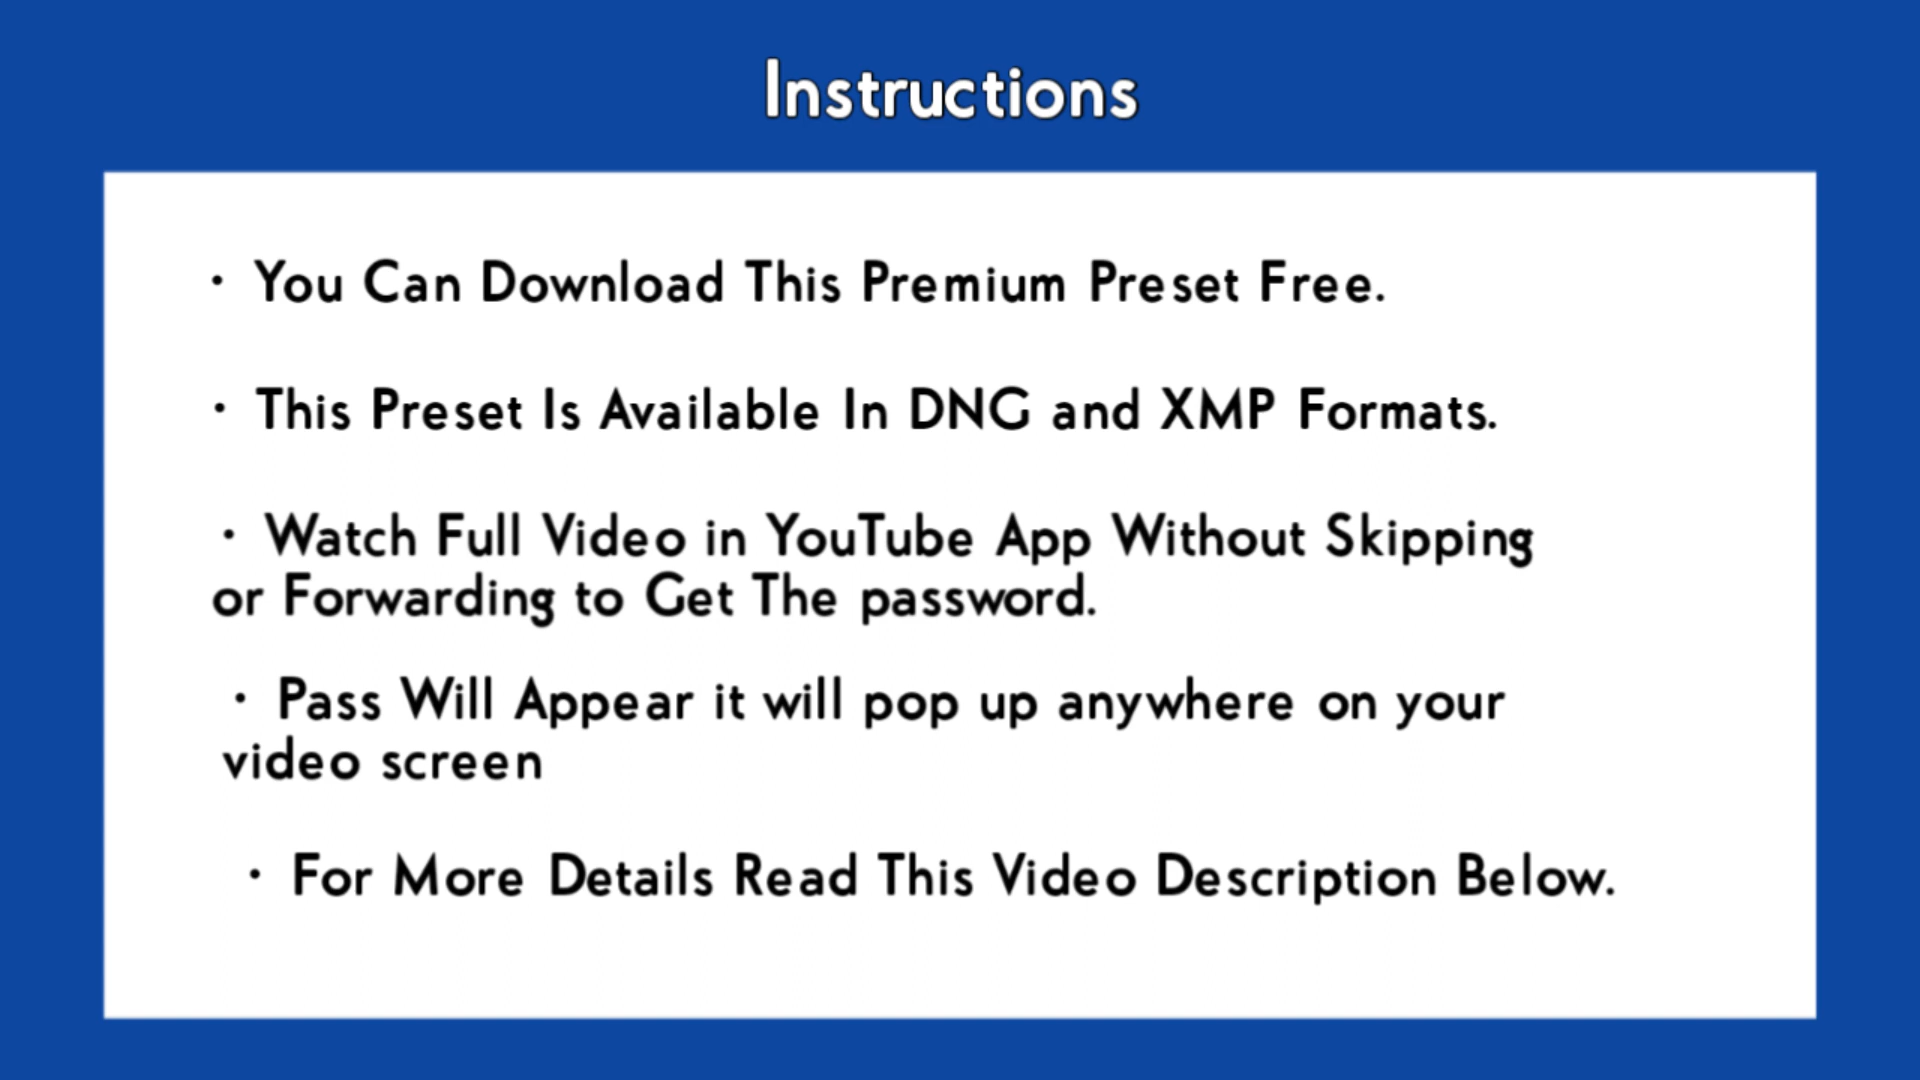 Instructions
· You Can Download This Premium Preset Free.
· This Preset Is Available In DNG and XMP Formats.
· Watch Full Video in YouTube App Without Skipping
or Forwarding to Get The password.
· Pass Will Appear it will pop up anywhere on your
video screen
· For More Details Read This Video Description Below.